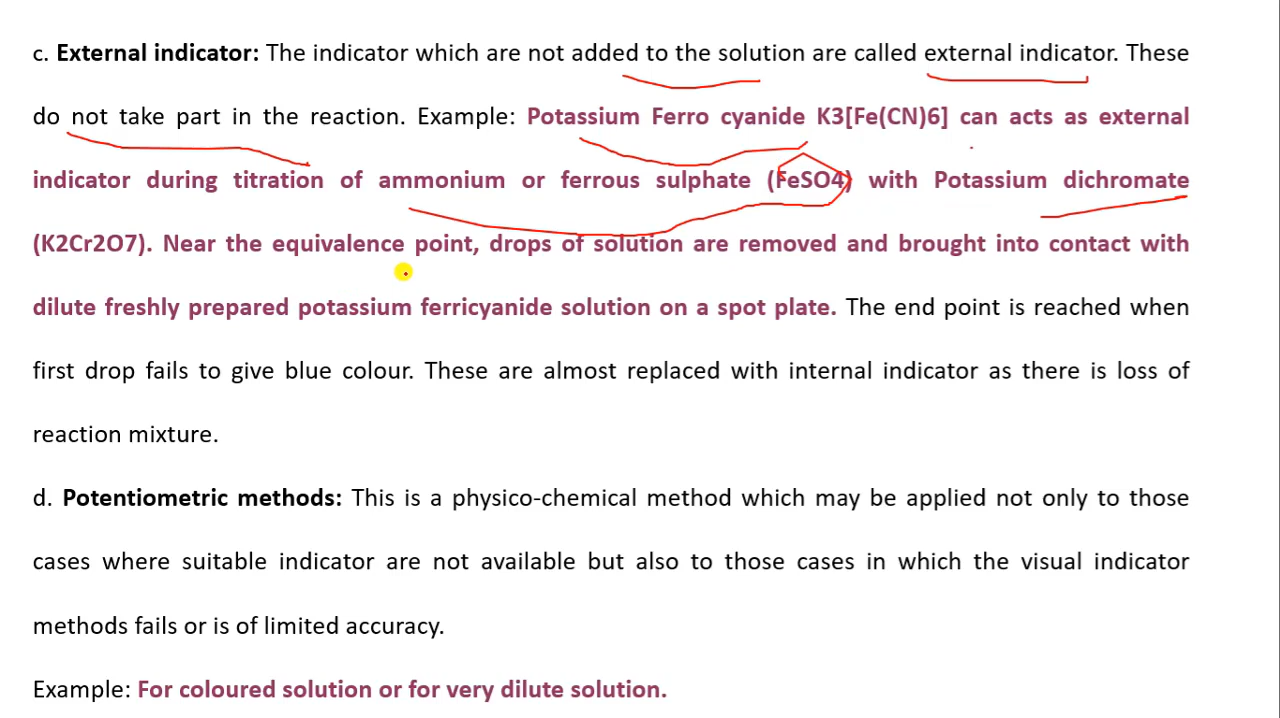 c. External indicator: The indicator which are not added to the solution are called external indicator. These
do not take part in the reaction. Example: Potassium Ferro cyanide K3[Fe(CN)6] can acts as external
indicator during titration of ammonium or ferrous sulphate (FeSO4) with Potassium dichromate
(K2Cr2O7). Near the equivalence point, drops of solution are removed and brought into contact with
dilute freshly prepared potassium ferricyanide solution on a spot plate. The end point is reached when
first drop fails to give blue colour. These are almost replaced with internal indicator as there is loss of
reaction mixture.
d. Potentiometric methods: This is a physico-chemical method which may be applied not only to those
cases where suitable indicator are not available but also to those cases in which the visual indicator
methods fails or is of limited accuracy.
Example: For coloured solution or for very dilute solution.